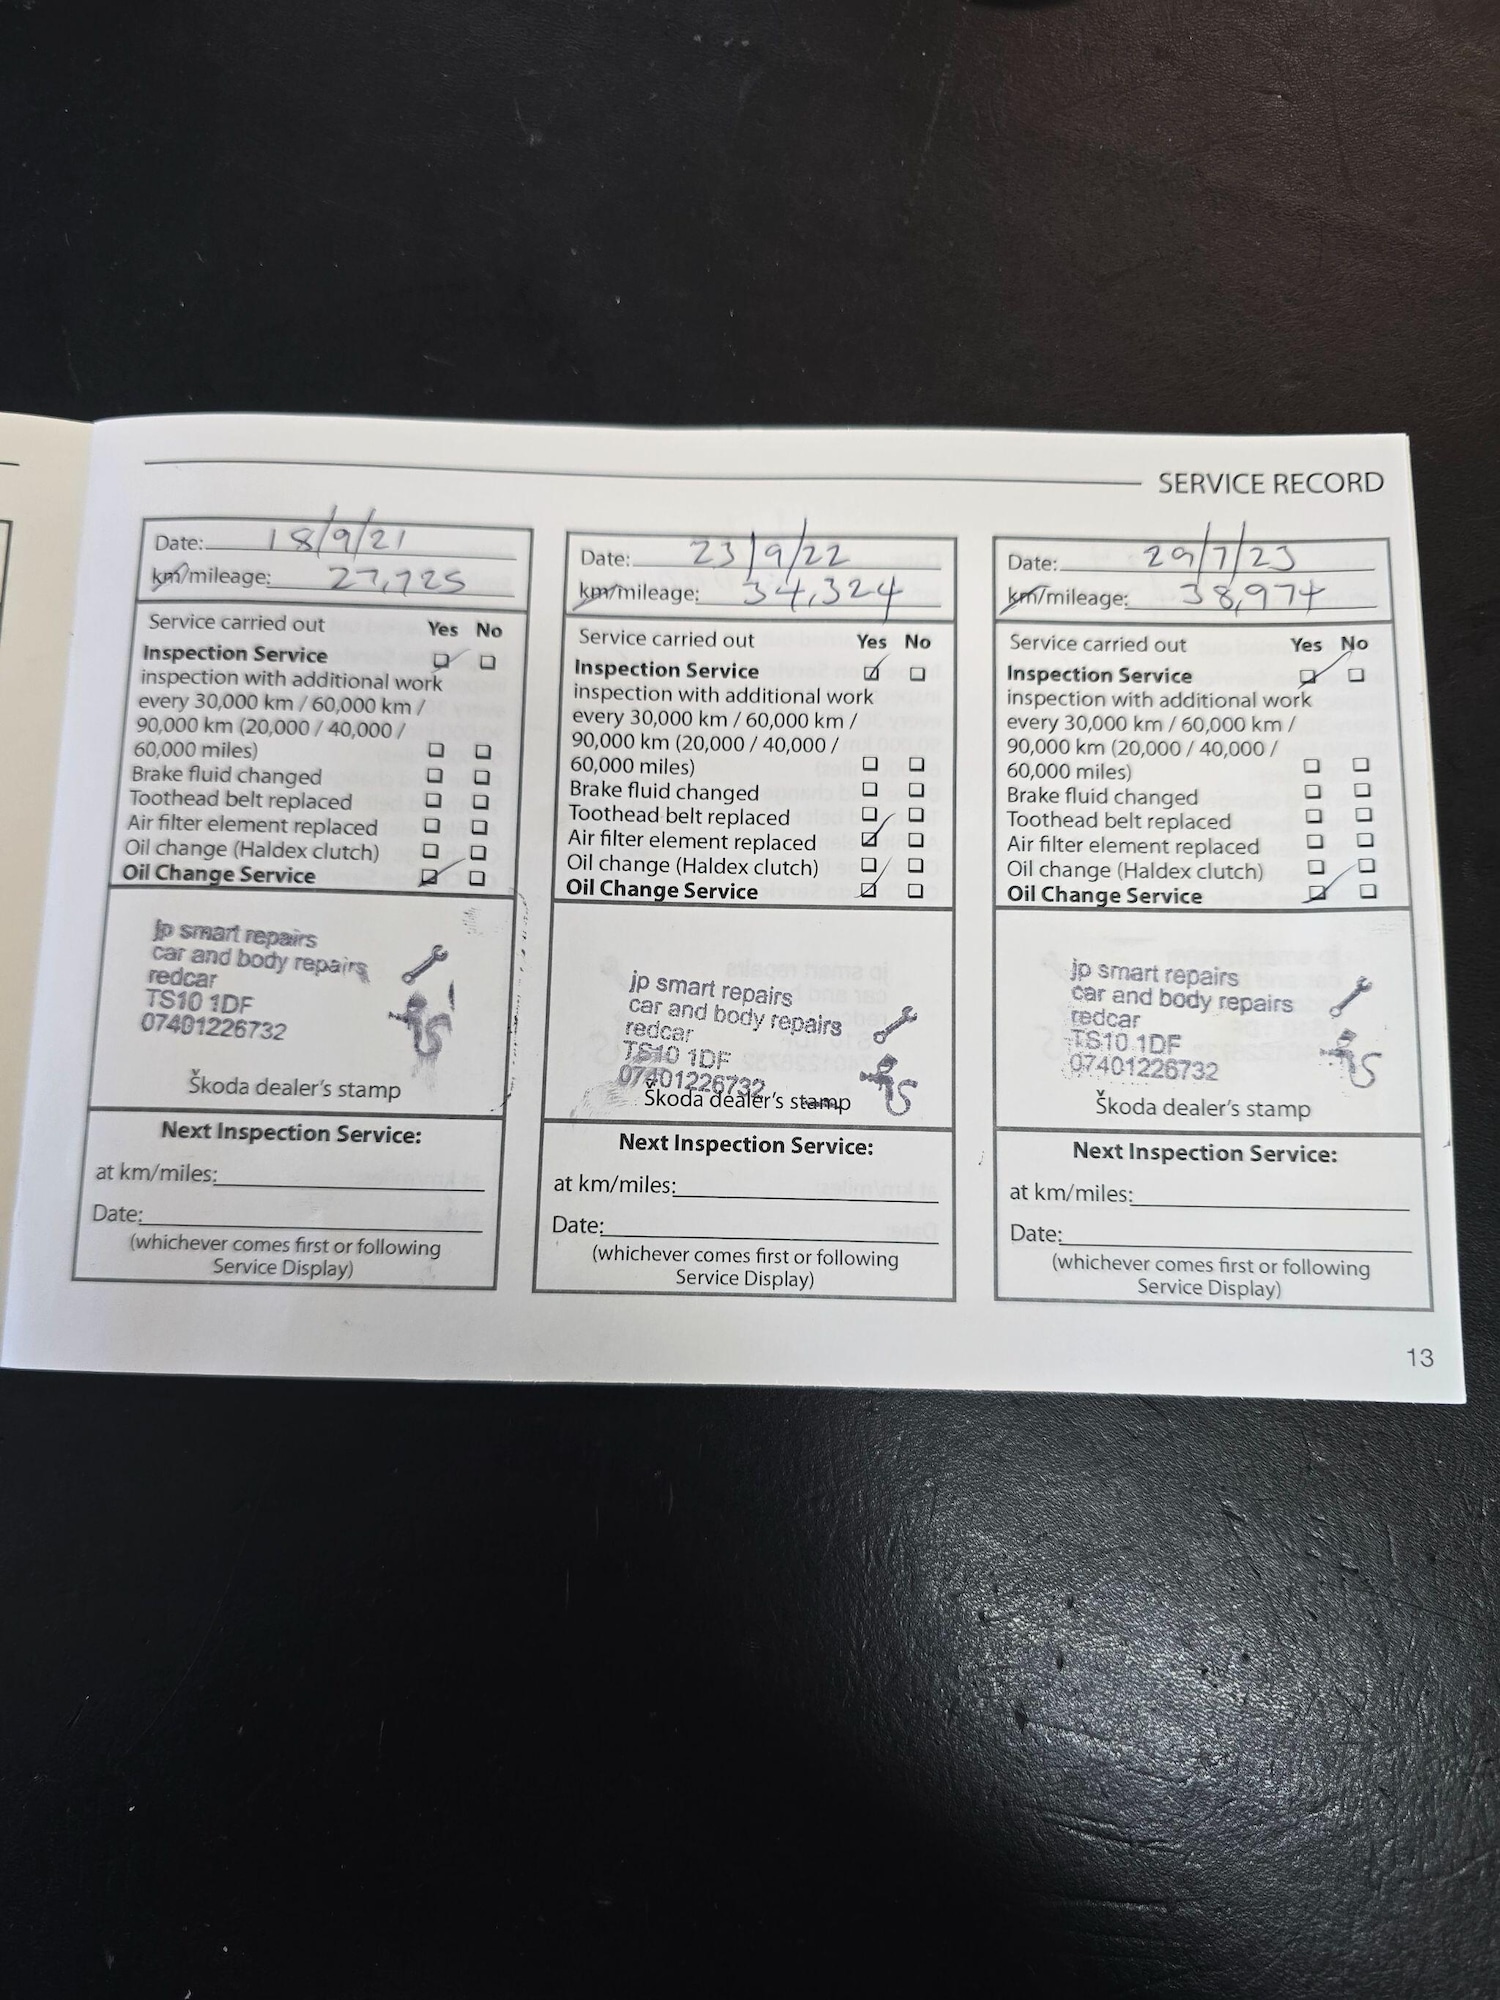 SERVICE RECORD
Date: 18/9/21
km/mileage: 27,725
Service carried out Yes No
Inspection Service
inspection with additional work
every 30,000 km / 60,000 km /
90,000 km (20,000 / 40,000 /
60,000 miles)
Brake fluid changed
Toothead belt replaced
Air filter element replaced
Oil change (Haldex clutch)
Oil Change Service
jp smart repairs
car and body repairs
redcar
TS10 1DF
07401226732
Škoda dealer's stamp
Next Inspection Service:
at km/miles:
Date:
(whichever comes first or following
Service Display)
Date: 23/9/22
km/mileage: 34,324
Service carried out Yes No
Inspection Service
inspection with additional work
every 30,000 km / 60,000 km /
90,000 km (20,000 / 40,000 /
60,000 miles)
Brake fluid changed
Toothead belt replaced
Air filter element replaced
Oil change (Haldex clutch)
Oil Change Service
jp smart repairs
car and body repairs
redcar
TS10 1DF
07401226732
Škoda dealer's stamp
Next Inspection Service:
at km/miles:
Date:
(whichever comes first or following
Service Display)
Date: 29/7/23
km/mileage: 38,974
Service carried out Yes No
Inspection Service
inspection with additional work
every 30,000 km / 60,000 km /
90,000 km (20,000 / 40,000 /
60,000 miles)
Brake fluid changed
Toothead belt replaced
Air filter element replaced
Oil change (Haldex clutch)
Oil Change Service
jp smart repairs
car and body repairs
redcar
TS10 1DF
07401226732
Škoda dealer's stamp
Next Inspection Service:
at km/miles:
Date:
(whichever comes first or following
Service Display)
13